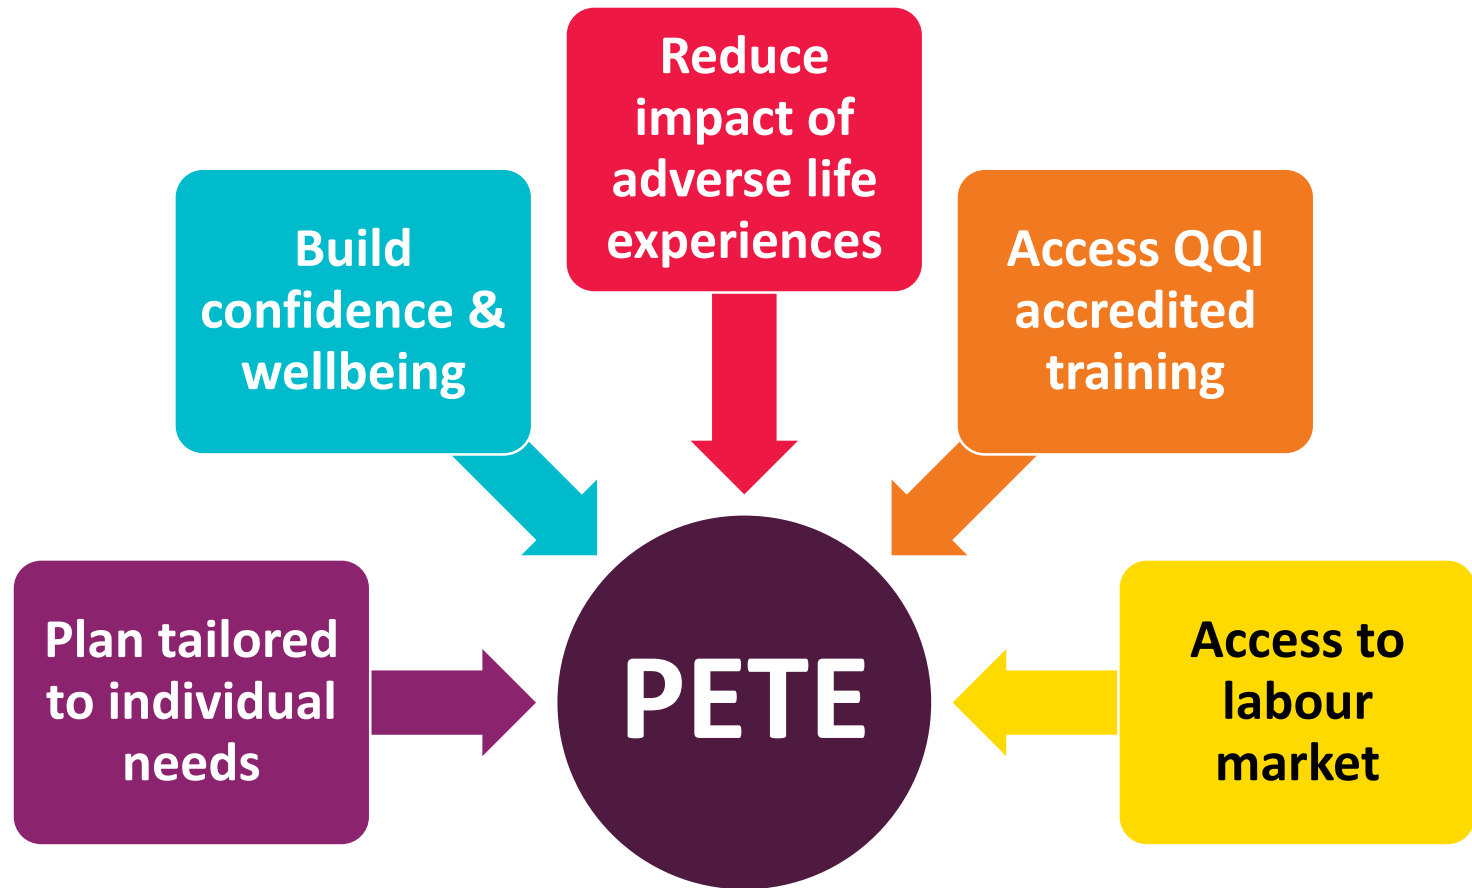 Reduce
impact of
adverse life
experiences
Build
confidence &
wellbeing
Access QQI
accredited
training
Plan tailored
to individual
needs
PETE
Access to
labour
market